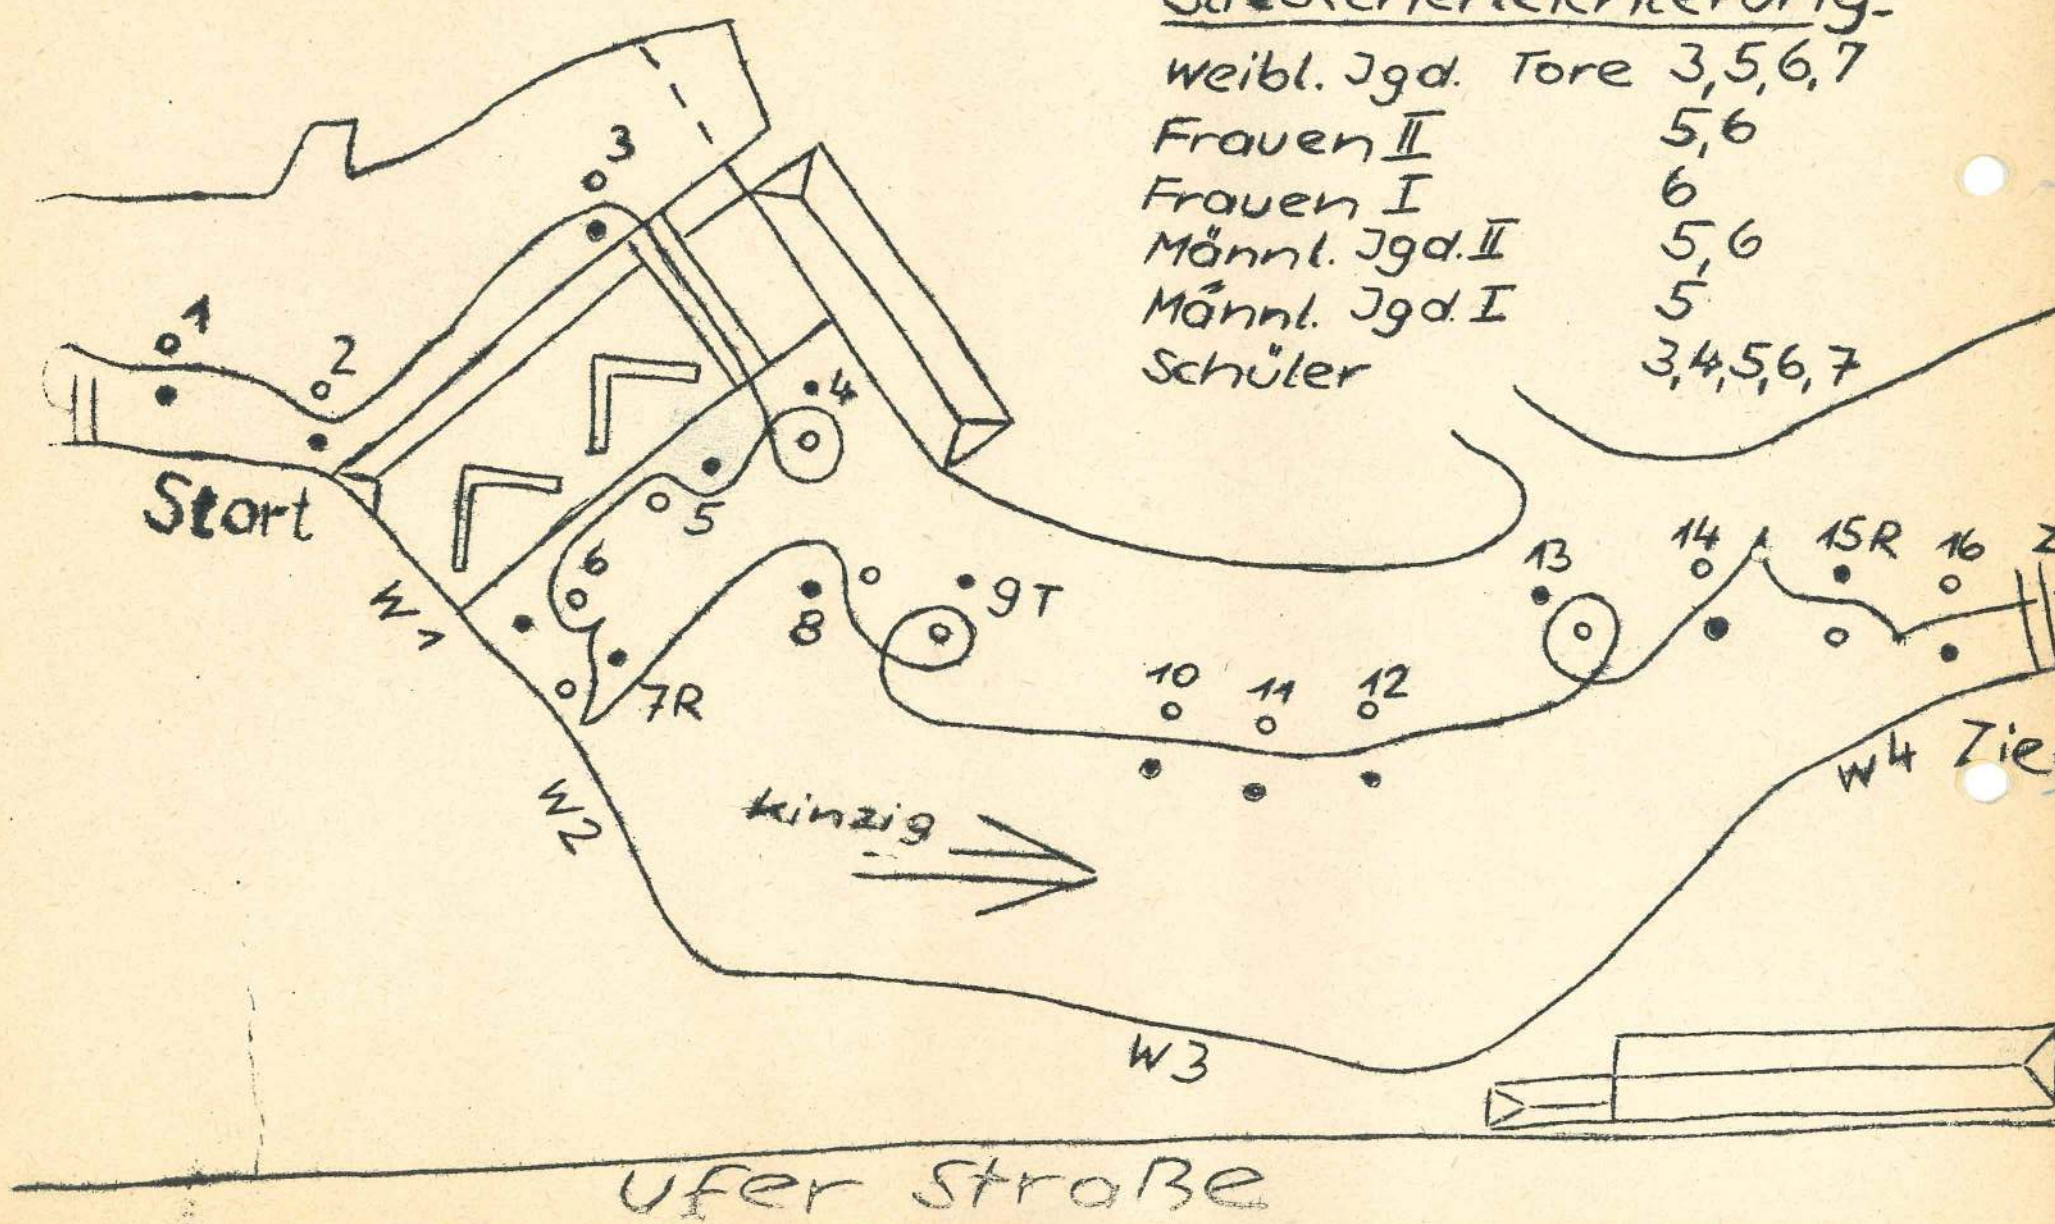 Weibl. Jgd. Tore 3,5,6,7
Frauen II 5,6
Frauen I 6
Männl. Jgd. II 5,6
Männl. Jgd. I 5
Schüler 3,4,5,6,7
3
1
2
4
Start
5
6
W1
7R
8
9T
10
11
12
13
14
15R
16
W2
Kinzig
W4
W3
Ufer Straße